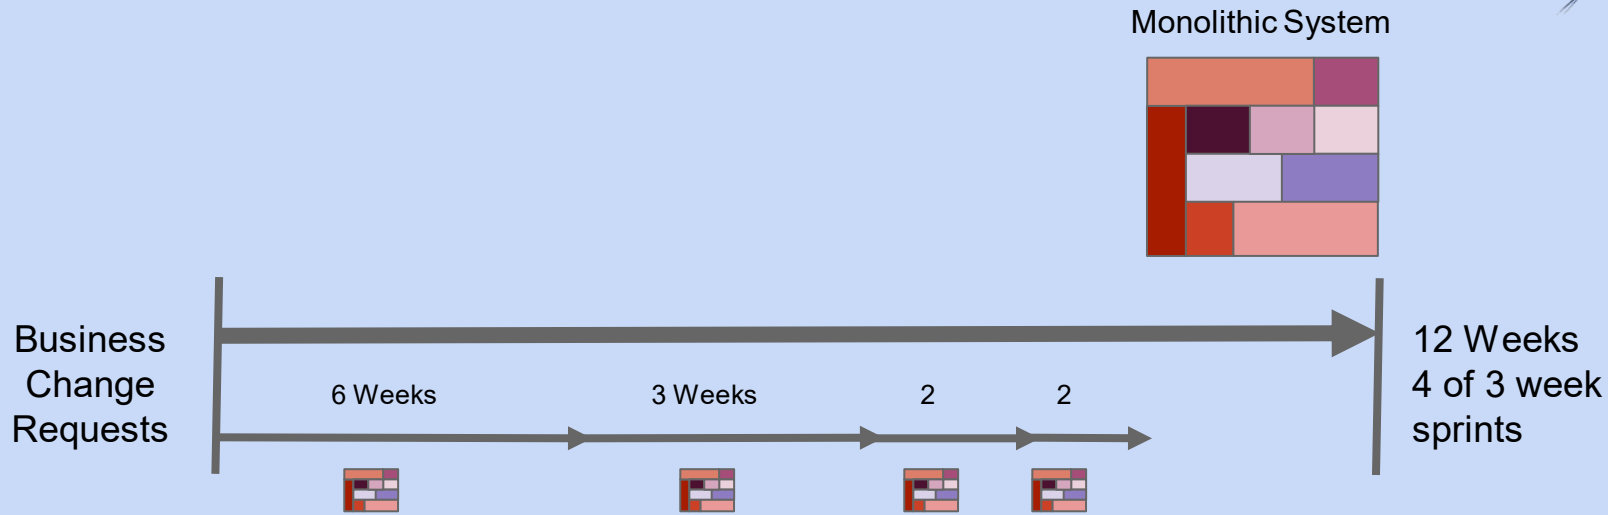 Monolithic System
Business
Change
Requests
12 Weeks
4 of 3 week
sprints
6 Weeks
3 Weeks
2
2